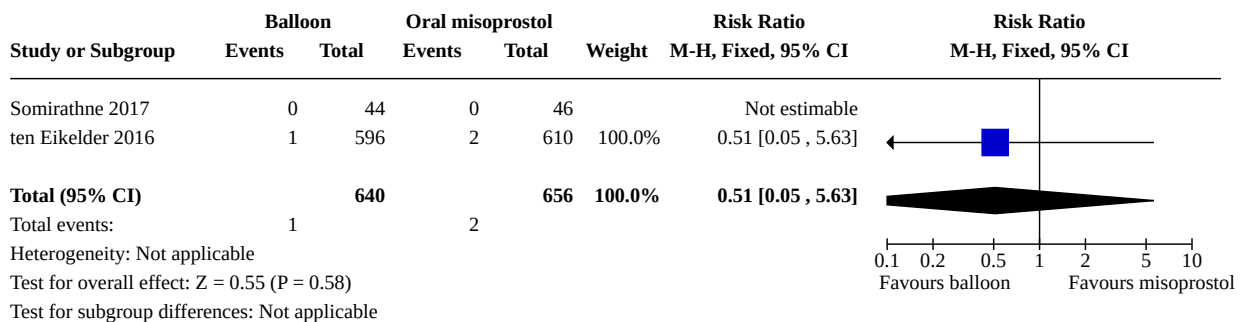 Balloon Oral misoprostol Risk Ratio Risk Ratio
Study or Subgroup Events Total Events Total Weight M-H, Fixed, 95% CI M-H, Fixed, 95% CI
Somirathne 2017 0 44 0 46 Not estimable
ten Eikelder 2016 1 596 2 610 100.0% 0.51 [0.05 , 5.63]
Total (95% CI) 640 656 100.0% 0.51 [0.05 , 5.63]
Total events: 1 2
Heterogeneity: Not applicable
0.1 0.2 0.5 1 2 5 10
Test for overall effect: Z = 0.55 (P = 0.58) Favours balloon Favours misoprostol
Test for subgroup differences: Not applicable